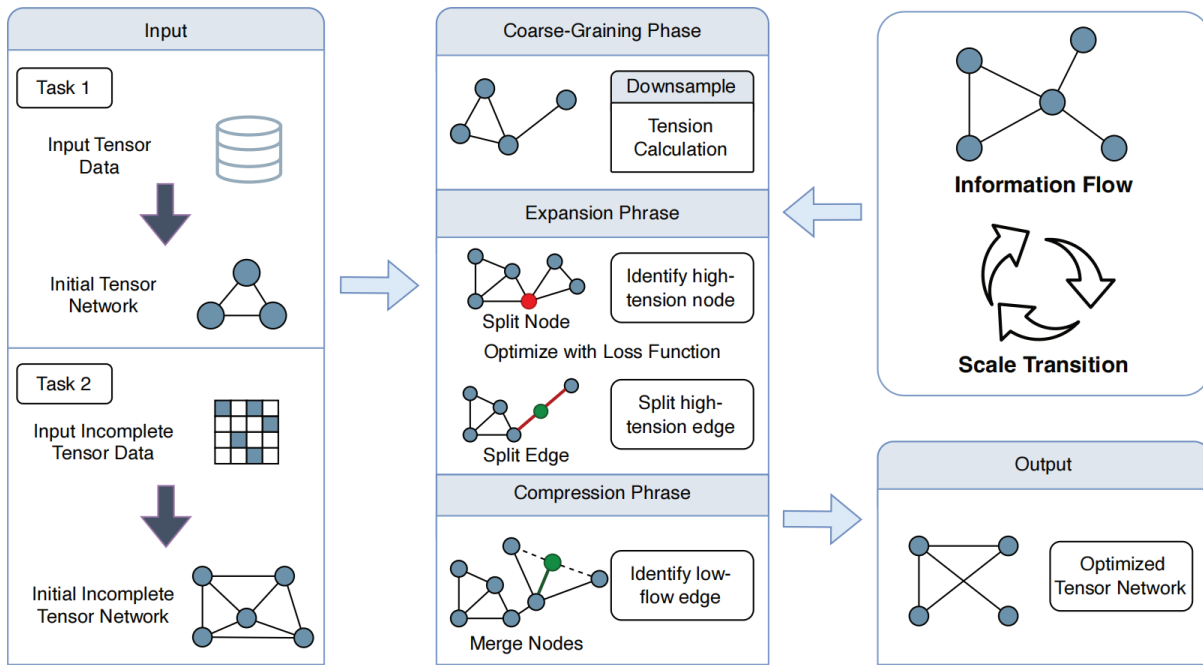 Input
Task 1
Input Tensor
Data
Initial Tensor
Network
Task 2
Input Incomplete
Tensor Data
Initial Incomplete
Tensor Network
Coarse-Graining Phase
Downsample
Tension
Calculation
Expansion Phrase
Identify high-
tension node
Split Node
Optimize with Loss Function
Split high-
tension edge
Split Edge
Compression Phrase
Identify low-
flow edge
Merge Nodes
Information Flow
Scale Transition
Output
Optimized
Tensor Network